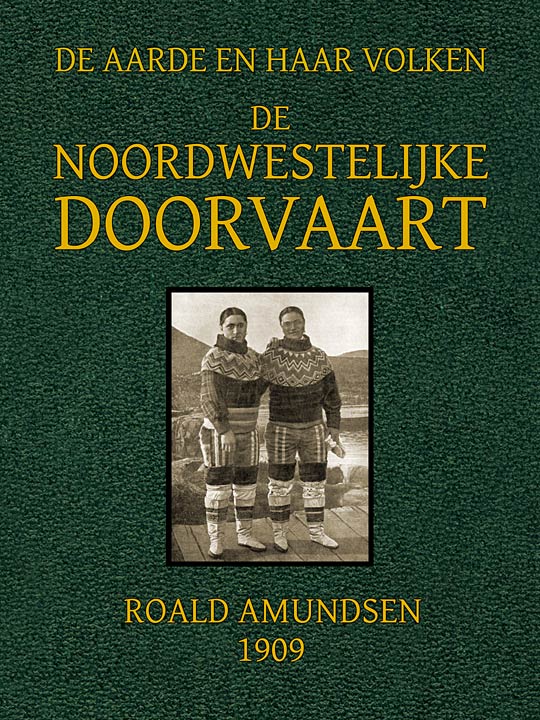 DE AARDE EN HAAR VOLKEN
DE
NOORDWESTELIJKE
DOORVAART
ROALD AMUNDSEN
1909